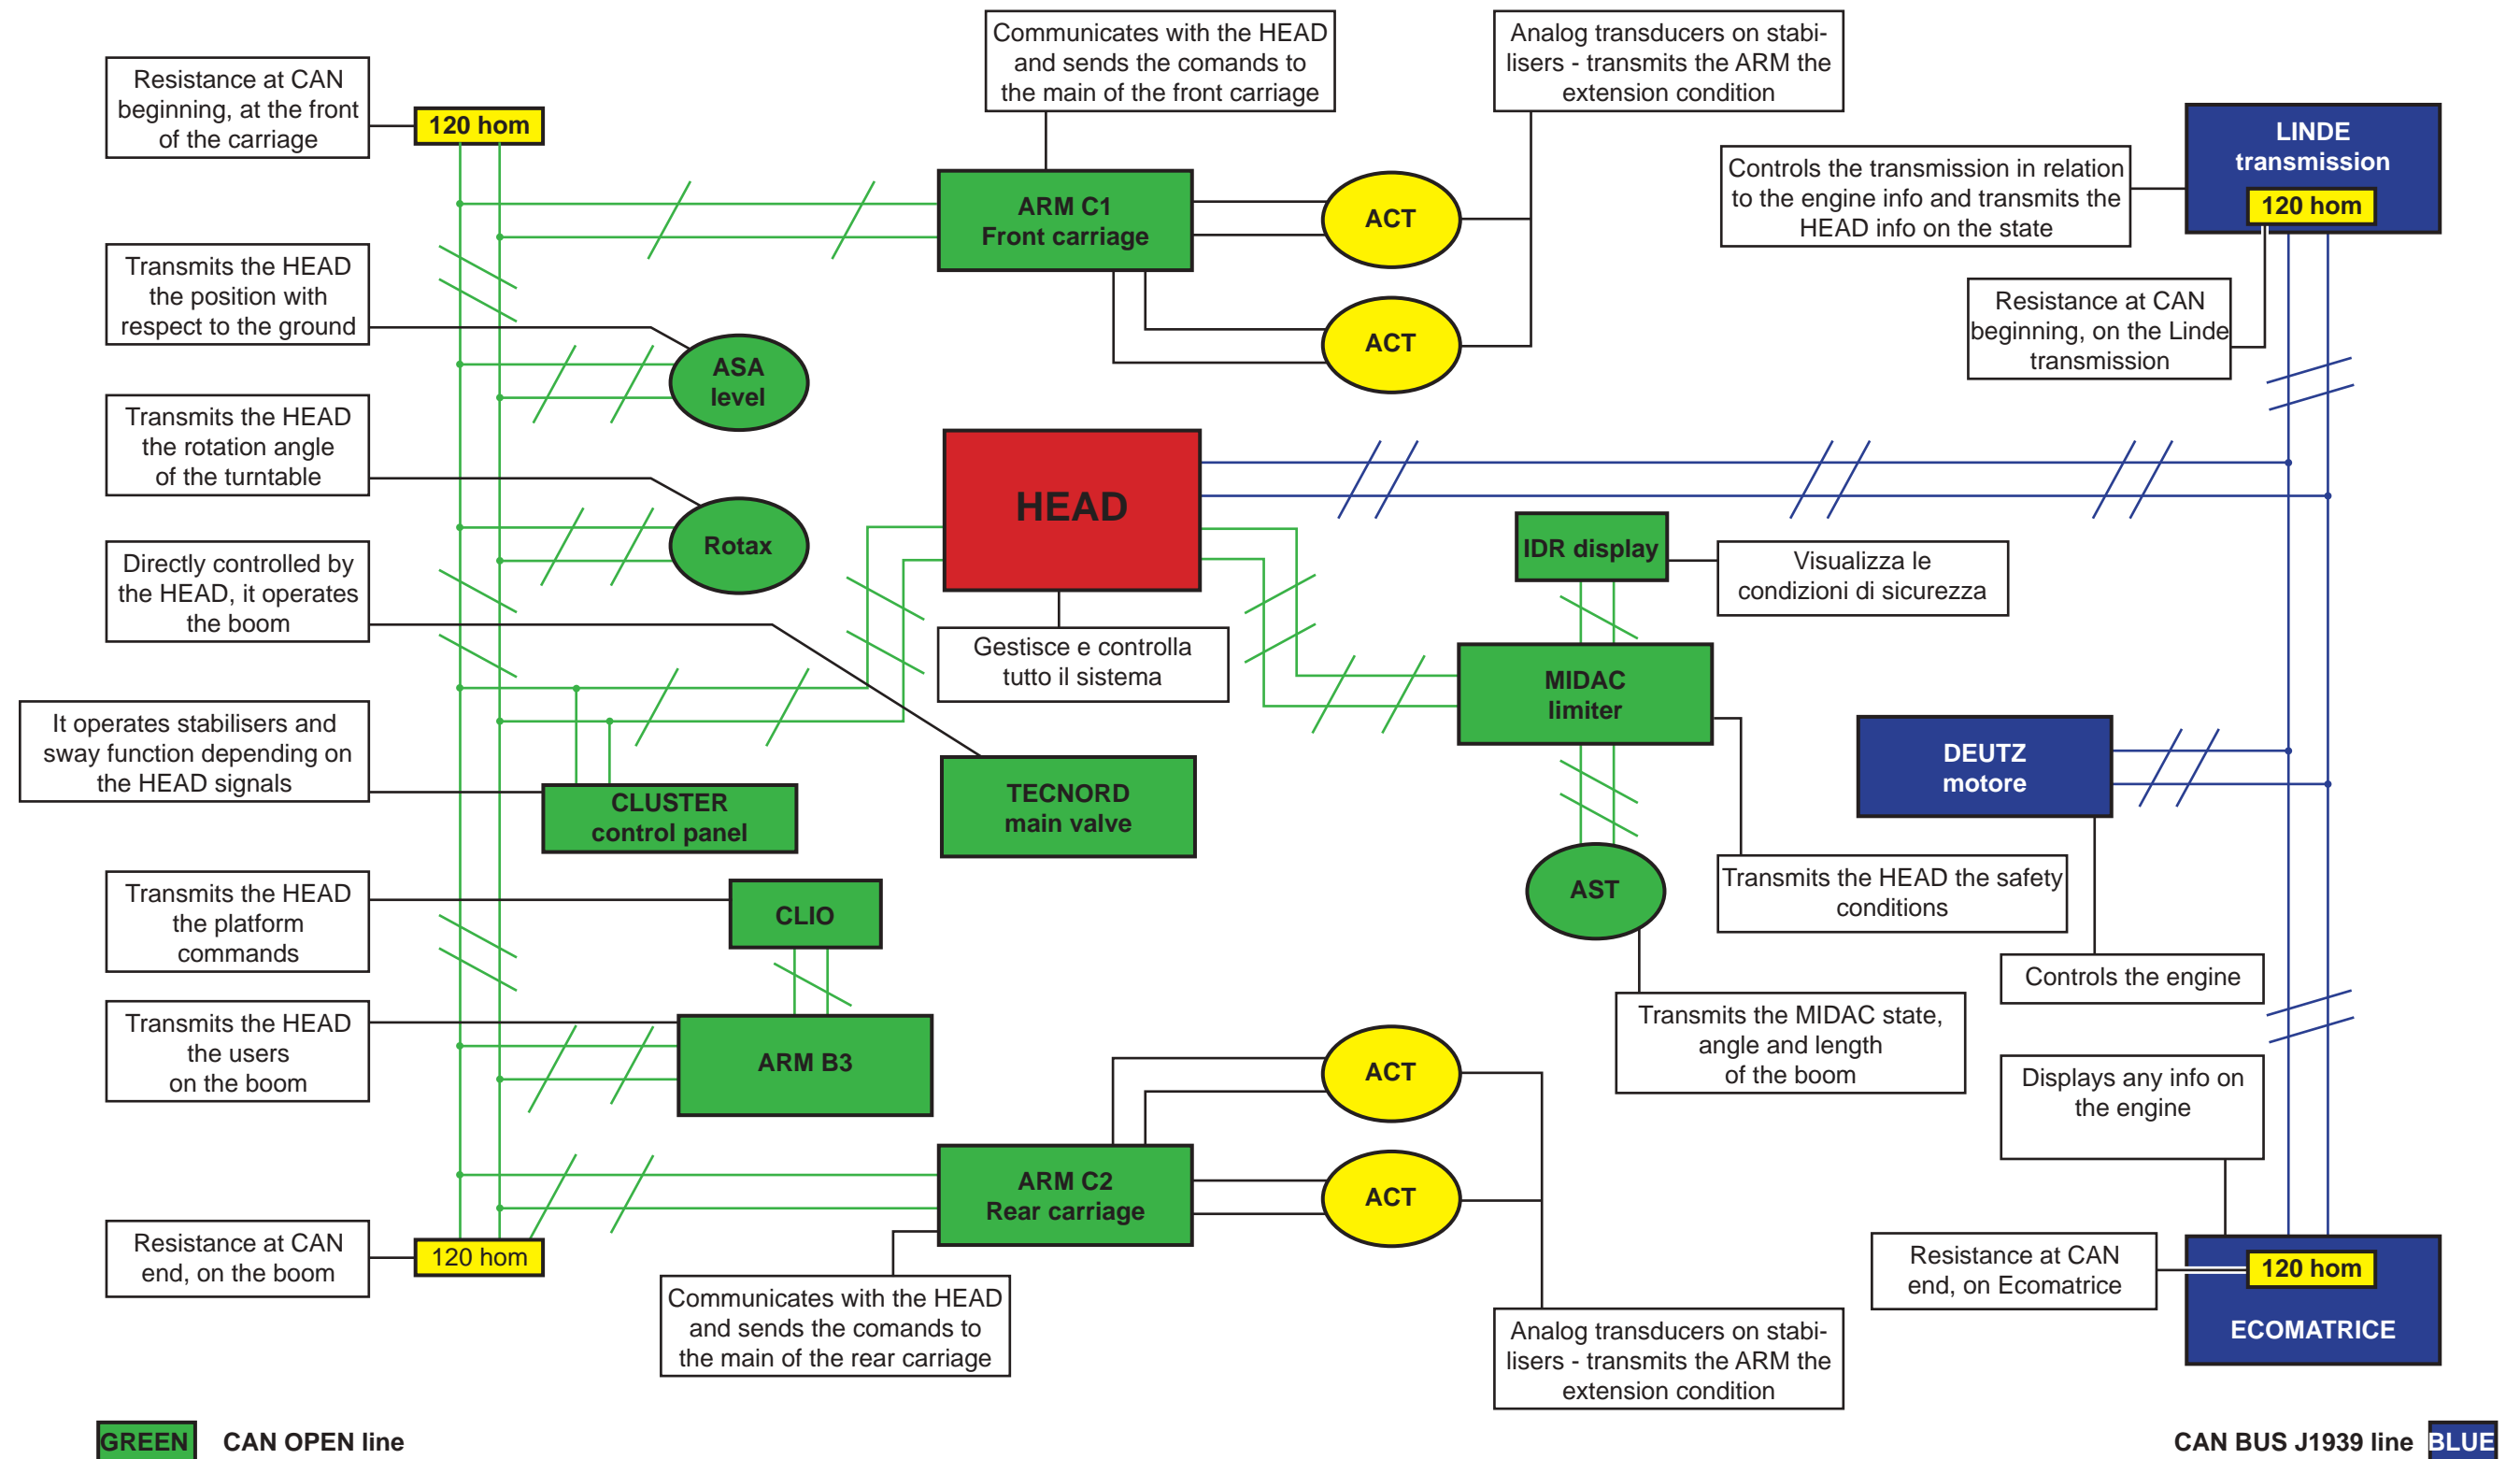 Communicates with the HEAD
and sends the comands to
the main of the front carriage
Analog transducers on stabi-
lisers - transmits the ARM the
extension condition
Resistance at CAN
beginning, at the front
of the carriage
120 hom
LINDE
transmission
120 hom
Controls the transmission in relation
to the engine info and transmits the
HEAD info on the state
ARM C1
Front carriage
ACT
Transmits the HEAD
the position with
respect to the ground
Resistance at CAN
beginning, on the Linde
transmission
ACT
ASA
level
Transmits the HEAD
the rotation angle
of the turntable
HEAD
Rotax
IDR display
Visualizza le
condizioni di sicurezza
Directly controlled by
the HEAD, it operates
the boom
Gestisce e controlla
tutto il sistema
MIDAC
limiter
It operates stabilisers and
sway function depending on
the HEAD signals
DEUTZ
motore
CLUSTER
control panel
TECNORD
main valve
Transmits the HEAD
the platform
commands
CLIO
AST
Transmits the HEAD the safety
conditions
Controls the engine
Transmits the HEAD
the users
on the boom
ARM B3
ACT
Transmits the MIDAC state,
angle and length
of the boom
Displays any info on
the engine
ARM C2
Rear carriage
ACT
Resistance at CAN
end, on the boom
120 hom
Resistance at CAN
end, on Ecomatrice
120 hom
ECOMATRICE
Communicates with the HEAD
and sends the comands to
the main of the rear carriage
Analog transducers on stabi-
lisers - transmits the ARM the
extension condition
GREEN CAN OPEN line
CAN BUS J1939 line BLUE